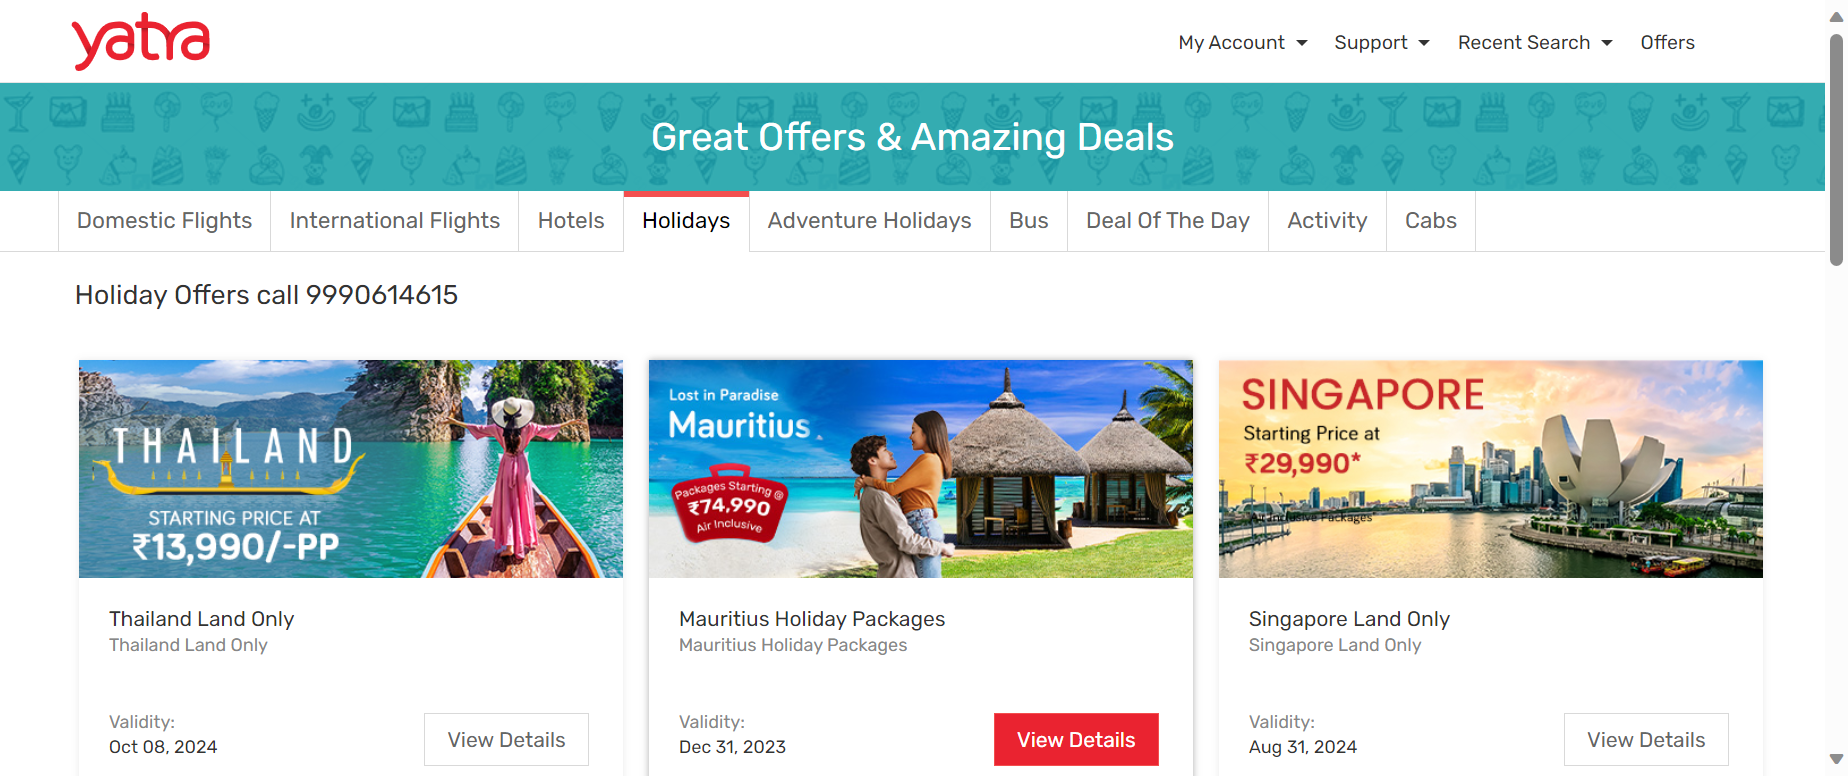 yatra
My Account
Support
Recent Search
Offers
Great Offers & Amazing Deals
Domestic Flights
International Flights
Hotels
Holidays
Adventure Holidays
Bus
Deal Of The Day
Activity
Cabs
Holiday Offers call 9990614615
THAILAND
STARTING PRICE AT
₹13,990/-PP
Thailand Land Only
Thailand Land Only
Validity:
Oct 08, 2024
View Details
Lost in Paradise
Mauritius
Packages Starting @
₹74,990
Air Inclusive
Mauritius Holiday Packages
Mauritius Holiday Packages
Validity:
Dec 31, 2023
View Details
SINGAPORE
Starting Price at
₹29,990*
Air Inclusive Packages*
Singapore Land Only
Singapore Land Only
Validity:
Aug 31, 2024
View Details